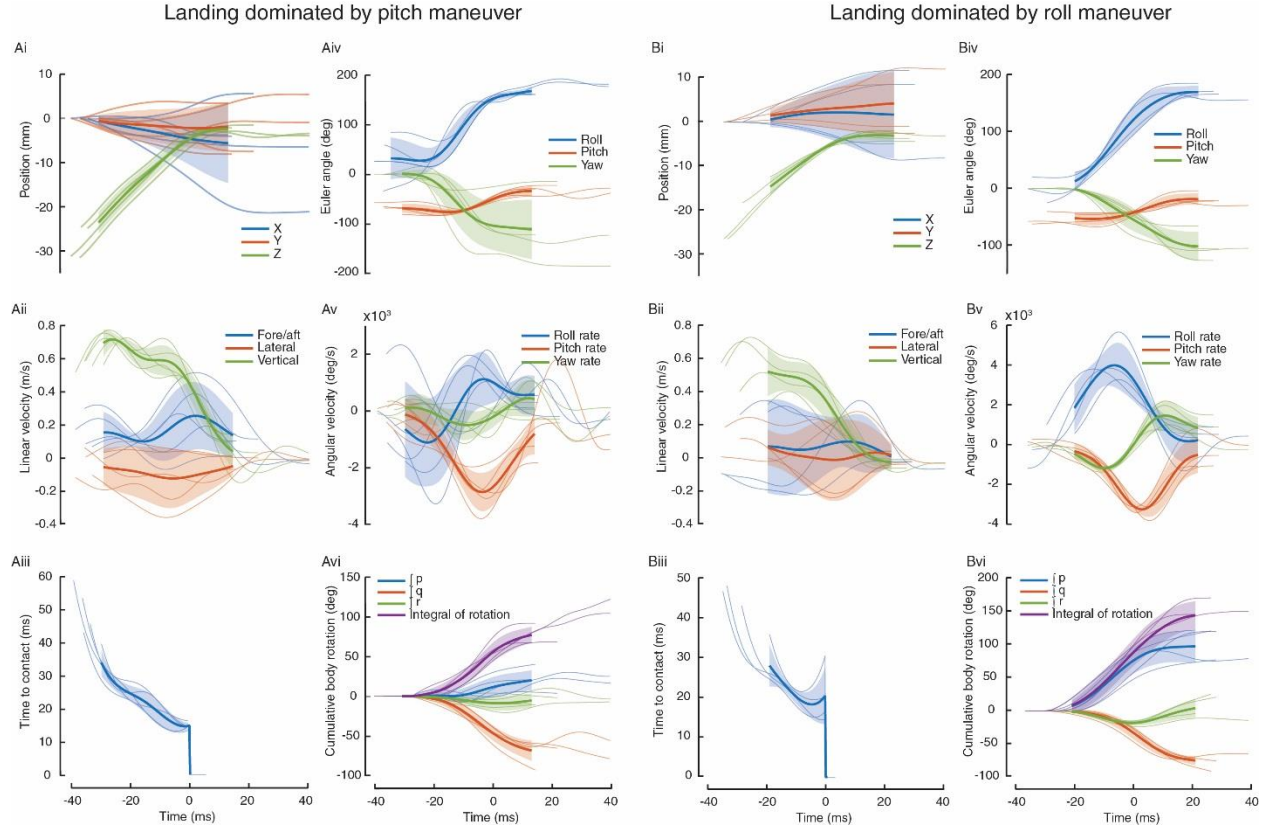 Landing dominated by pitch maneuver
Landing dominated by roll maneuver
Ai
10
0
-10
-20
-30
Position (mm)
X
Y
Z
Aiv
200
100
0
-100
-200
Euler angle (deg)
Roll
Pitch
Yaw
Bi
10
0
-10
-20
-30
Position (mm)
X
Y
Z
Biv
200
100
0
-100
Euler angle (deg)
Roll
Pitch
Yaw
Aii
0.8
0.6
0.4
0.2
0
-0.2
-0.4
Linear velocity (m/s)
Fore/aft
Lateral
Vertical
Av
x10³
2
0
-2
-4
Angular velocity (deg/s)
Roll rate
Pitch rate
Yaw rate
Bii
0.8
0.6
0.4
0.2
0
-0.2
-0.4
Linear velocity (m/s)
Fore/aft
Lateral
Vertical
Bv
x10³
6
4
2
0
-2
-4
Angular velocity (deg/s)
Roll rate
Pitch rate
Yaw rate
Aiii
60
50
40
30
20
10
0
Time to contact (ms)
-40 -20 0 20 40
Time (ms)
Avi
150
100
50
0
-50
-100
Cumulative body rotation (deg)
∫p
∫q
∫r
Integral of rotation
-40 -20 0 20 40
Time (ms)
Biii
50
40
30
20
10
0
Time to contact (ms)
-40 -20 0 20 40
Time (ms)
Bvi
200
150
100
50
0
-50
-100
Cumulative body rotation (deg)
∫p
∫q
∫r
Integral of rotation
-40 -20 0 20 40
Time (ms)